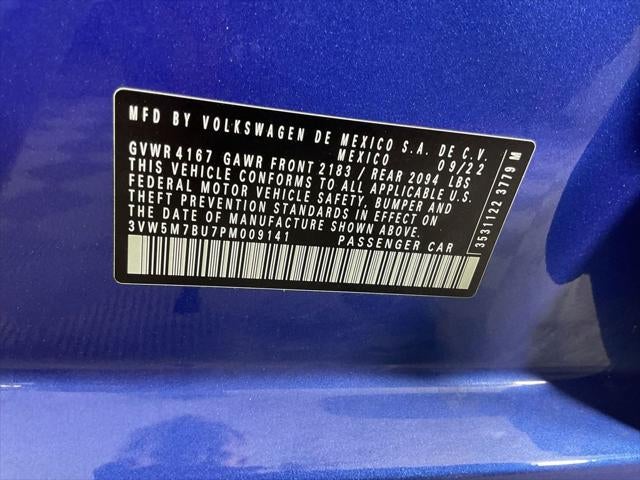 MFD BY VOLKSWAGEN DE MEXICO S.A. DE C.V.
MEXICO 09/22
GVWR 4167 GAWR FRONT 2183 / REAR 2094 LBS
THIS VEHICLE CONFORMS TO ALL APPLICABLE U.S.
FEDERAL MOTOR VEHICLE SAFETY, BUMPER AND
THEFT PREVENTION STANDARDS IN EFFECT ON
THE DATE OF MANUFACTURE SHOWN ABOVE.
3VW5M7BU7PM009141 PASSENGER CAR
3531122 3779 M